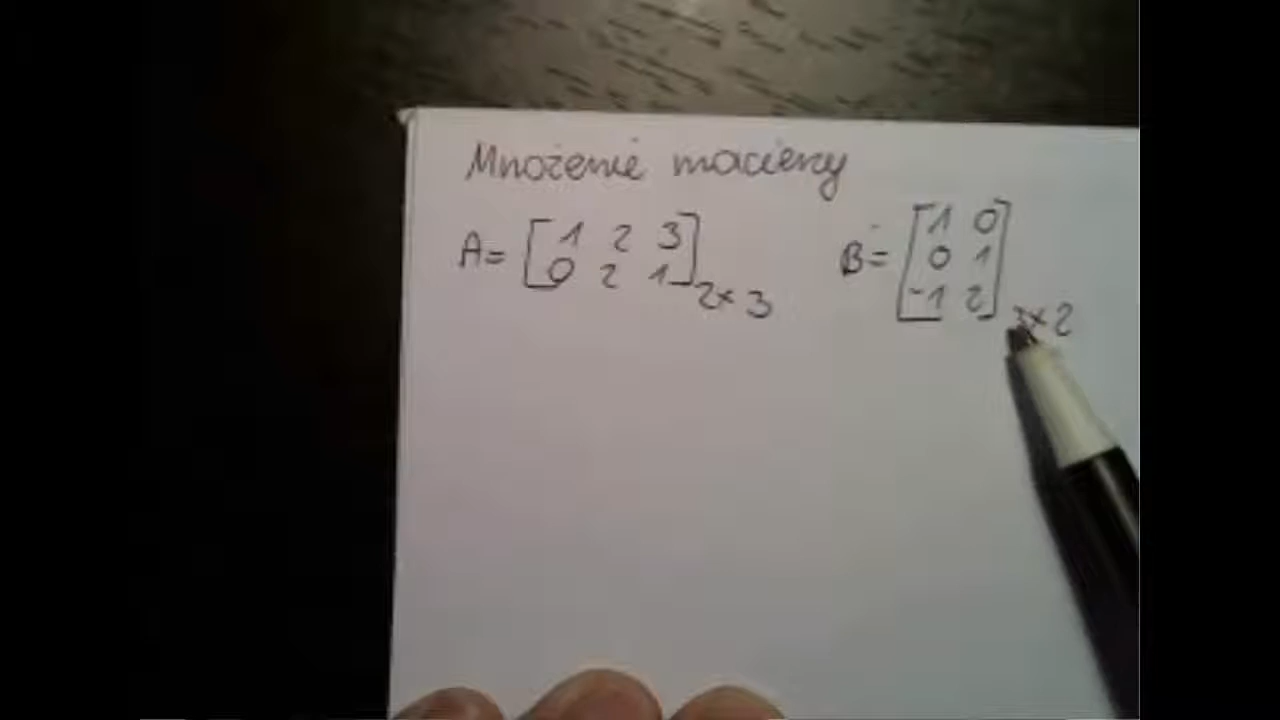 Mnożenie macierzy
A = [1 2 3
0 2 1] 2×3
B = [1 0
0 1
-1 2] 3×2